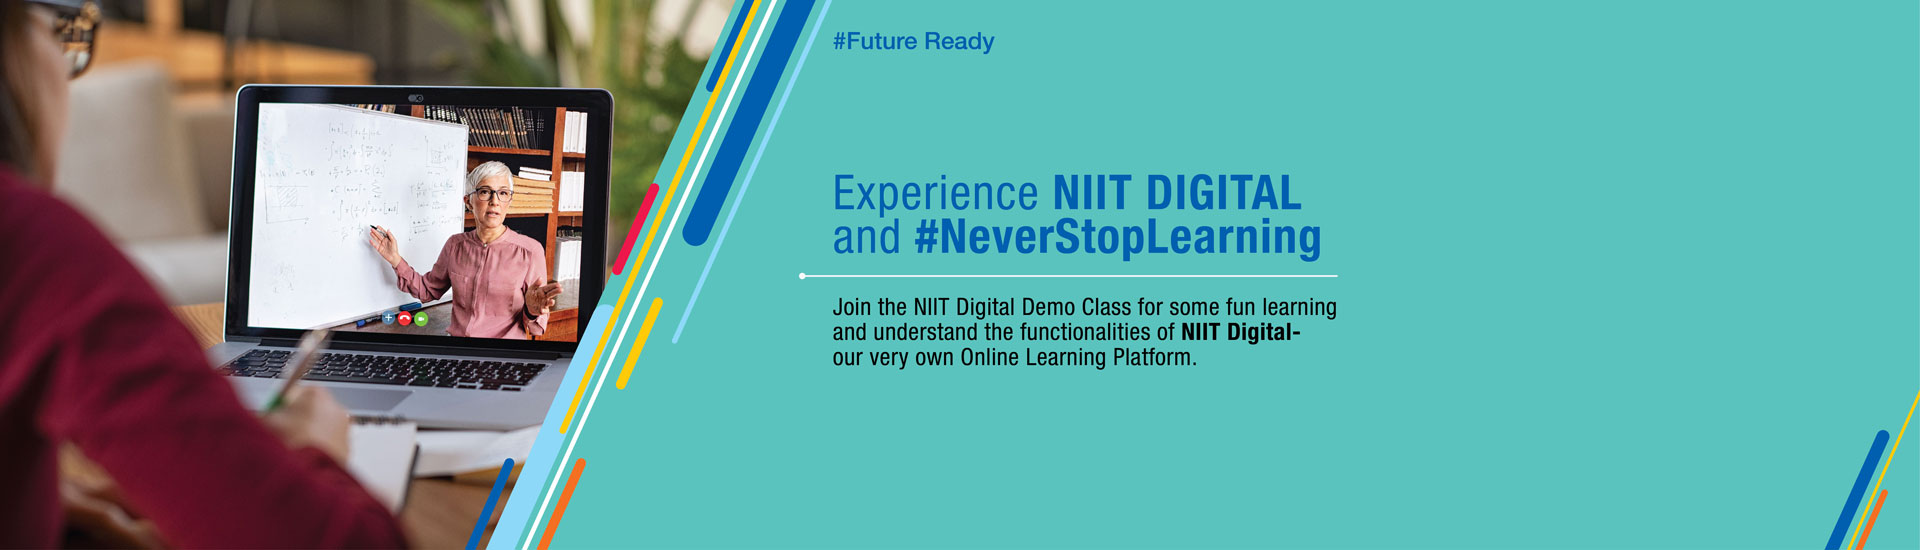 #Future Ready
Experience NIIT DIGITAL
and #NeverStopLearning
Join the NIIT Digital Demo Class for some fun learning
and understand the functionalities of NIIT Digital-
our very own Online Learning Platform.